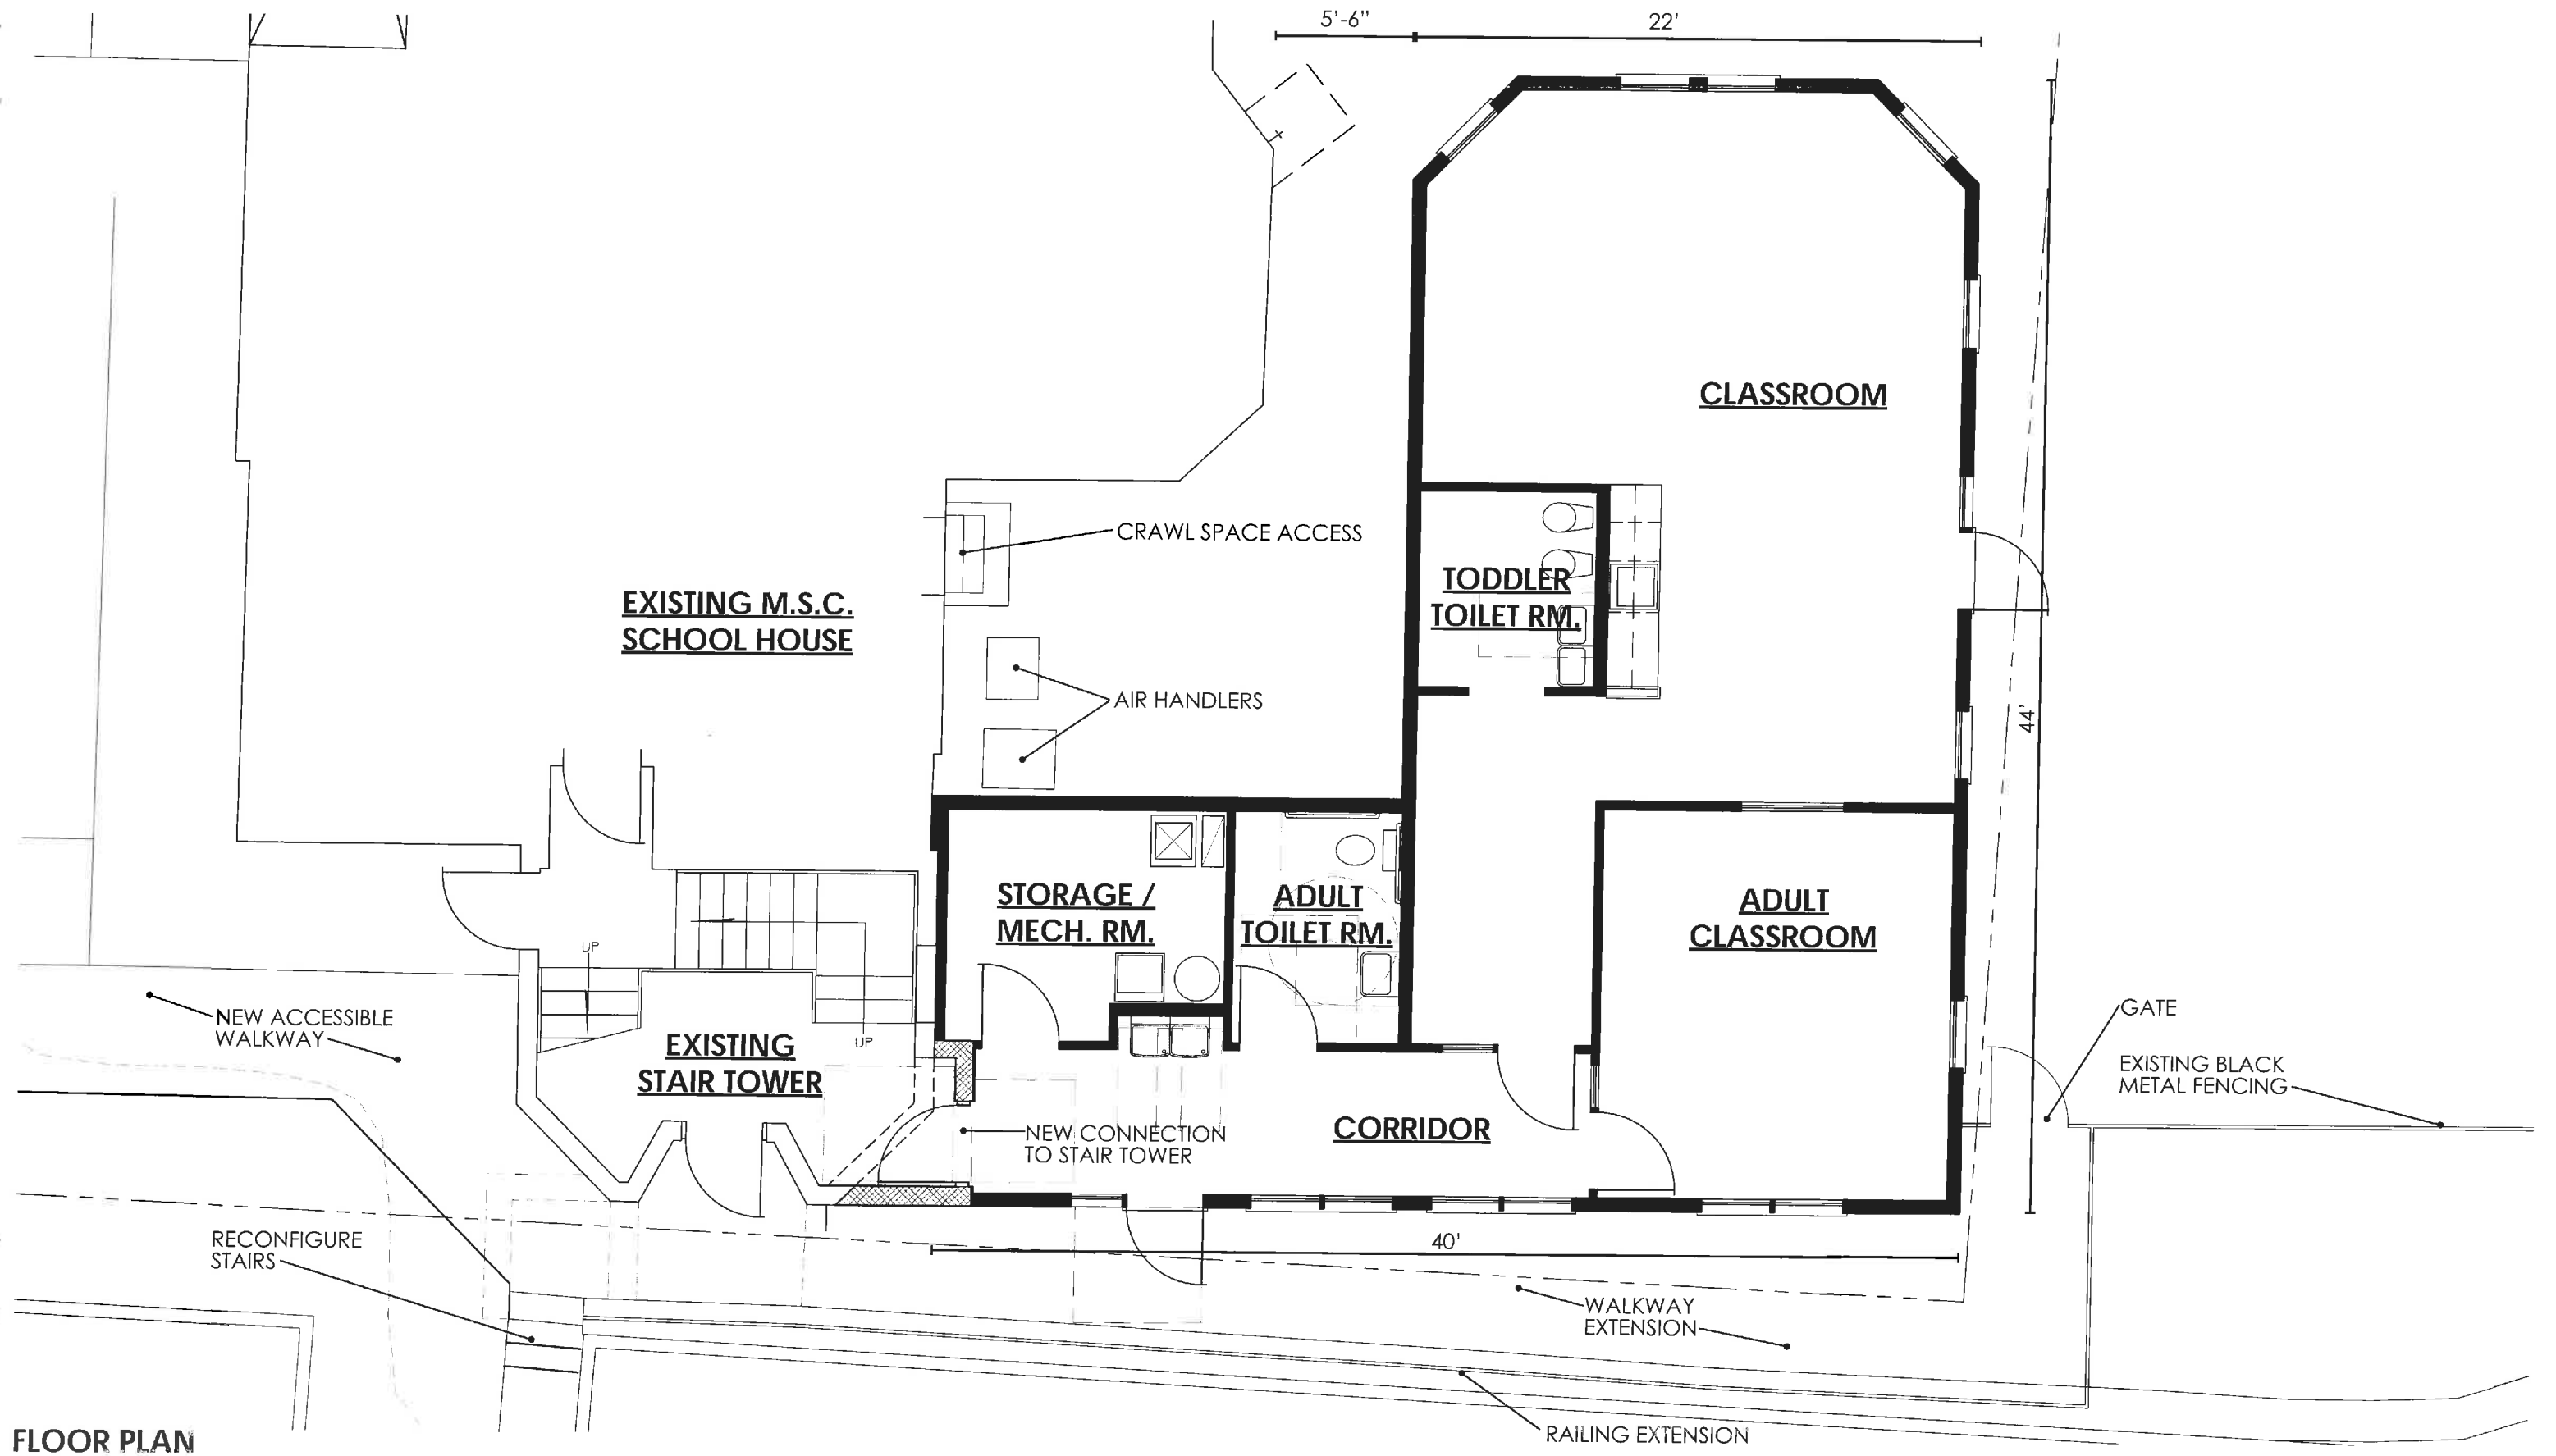 5'-6"
22'
CLASSROOM
CRAWL SPACE ACCESS
TODDLER
TOILET RM.
EXISTING M.S.C.
SCHOOL HOUSE
AIR HANDLERS
44'
STORAGE /
MECH. RM.
ADULT
TOILET RM.
ADULT
CLASSROOM
UP
NEW ACCESSIBLE
WALKWAY
EXISTING
STAIR TOWER
UP
GATE
EXISTING BLACK
METAL FENCING
NEW CONNECTION
TO STAIR TOWER
CORRIDOR
RECONFIGURE
STAIRS
40'
WALKWAY
EXTENSION
RAILING EXTENSION
FLOOR PLAN